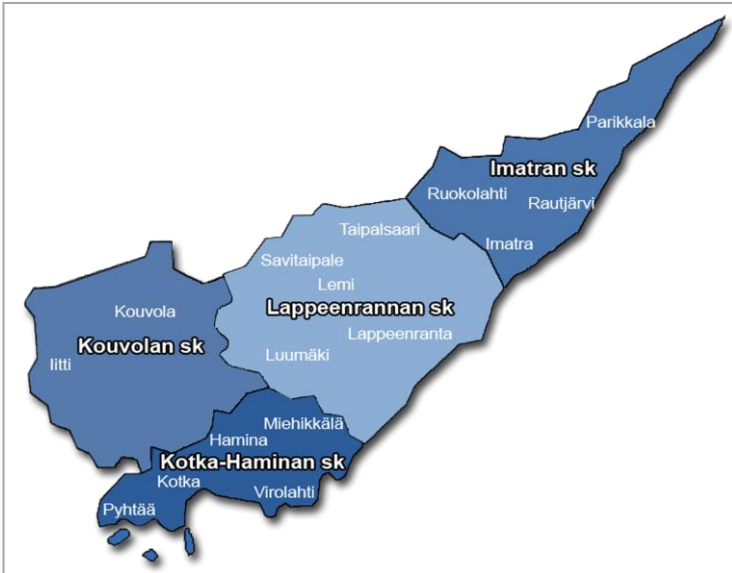 Parikkala
Imatran sk
Ruokolahti
Rautjärvi
Taipalsaari
Imatra
Savitaipale
Lemi
Lappeenrannan sk
Kouvola
Lappeenranta
Kouvolan sk
Luumäki
Iitti
Miehikkälä
Hamina
Kotka-Haminan sk
Kotka
Virolahti
Pyhtää